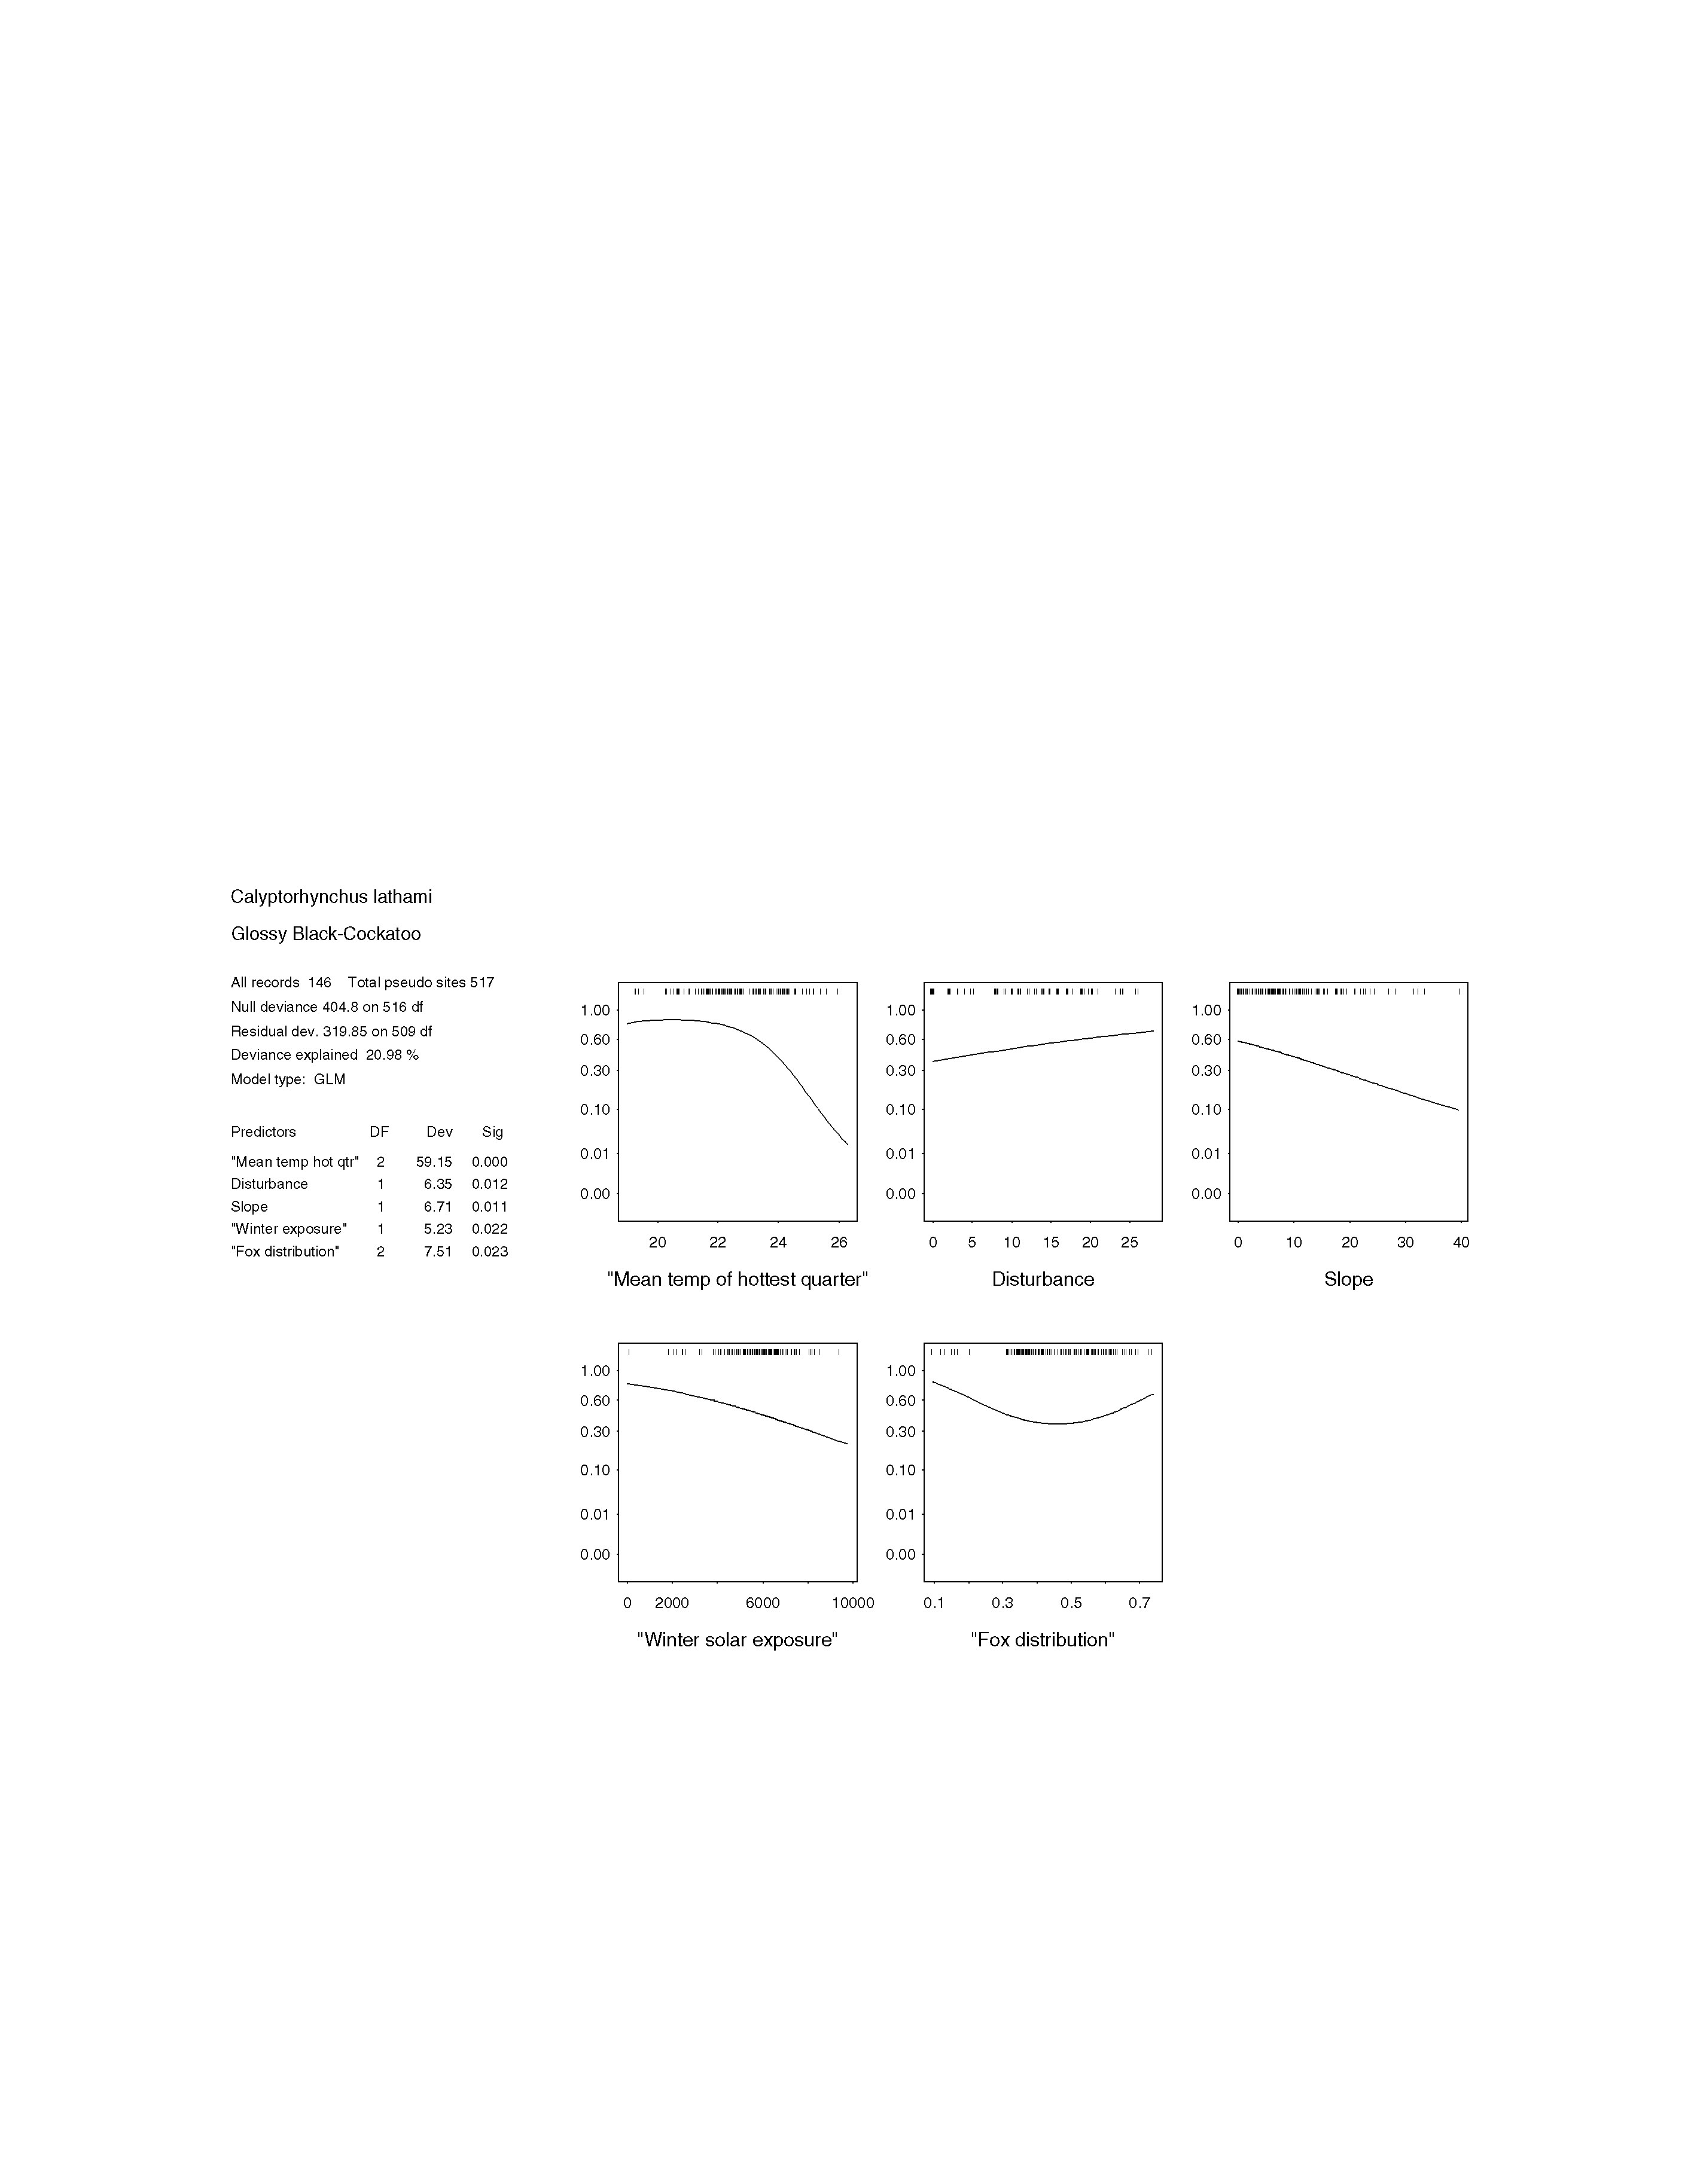 Calyptorhynchus lathami
Glossy Black-Cockatoo
All records 146 Total pseudo sites 517
Null deviance 404.8 on 516 df
Residual dev. 319.85 on 509 df
Deviance explained 20.98 %
Model type: GLM
Predictors DF Dev Sig
"Mean temp hot qtr" 2 59.15 0.000
Disturbance 1 6.35 0.012
Slope 1 6.71 0.011
"Winter exposure" 1 5.23 0.022
"Fox distribution" 2 7.51 0.023
1.00
0.60
0.30
0.10
0.01
0.00
20 22 24 26
"Mean temp of hottest quarter"
1.00
0.60
0.30
0.10
0.01
0.00
0 5 10 15 20 25
Disturbance
1.00
0.60
0.30
0.10
0.01
0.00
0 10 20 30 40
Slope
1.00
0.60
0.30
0.10
0.01
0.00
0 2000 6000 10000
"Winter solar exposure"
1.00
0.60
0.30
0.10
0.01
0.00
0.1 0.3 0.5 0.7
"Fox distribution"